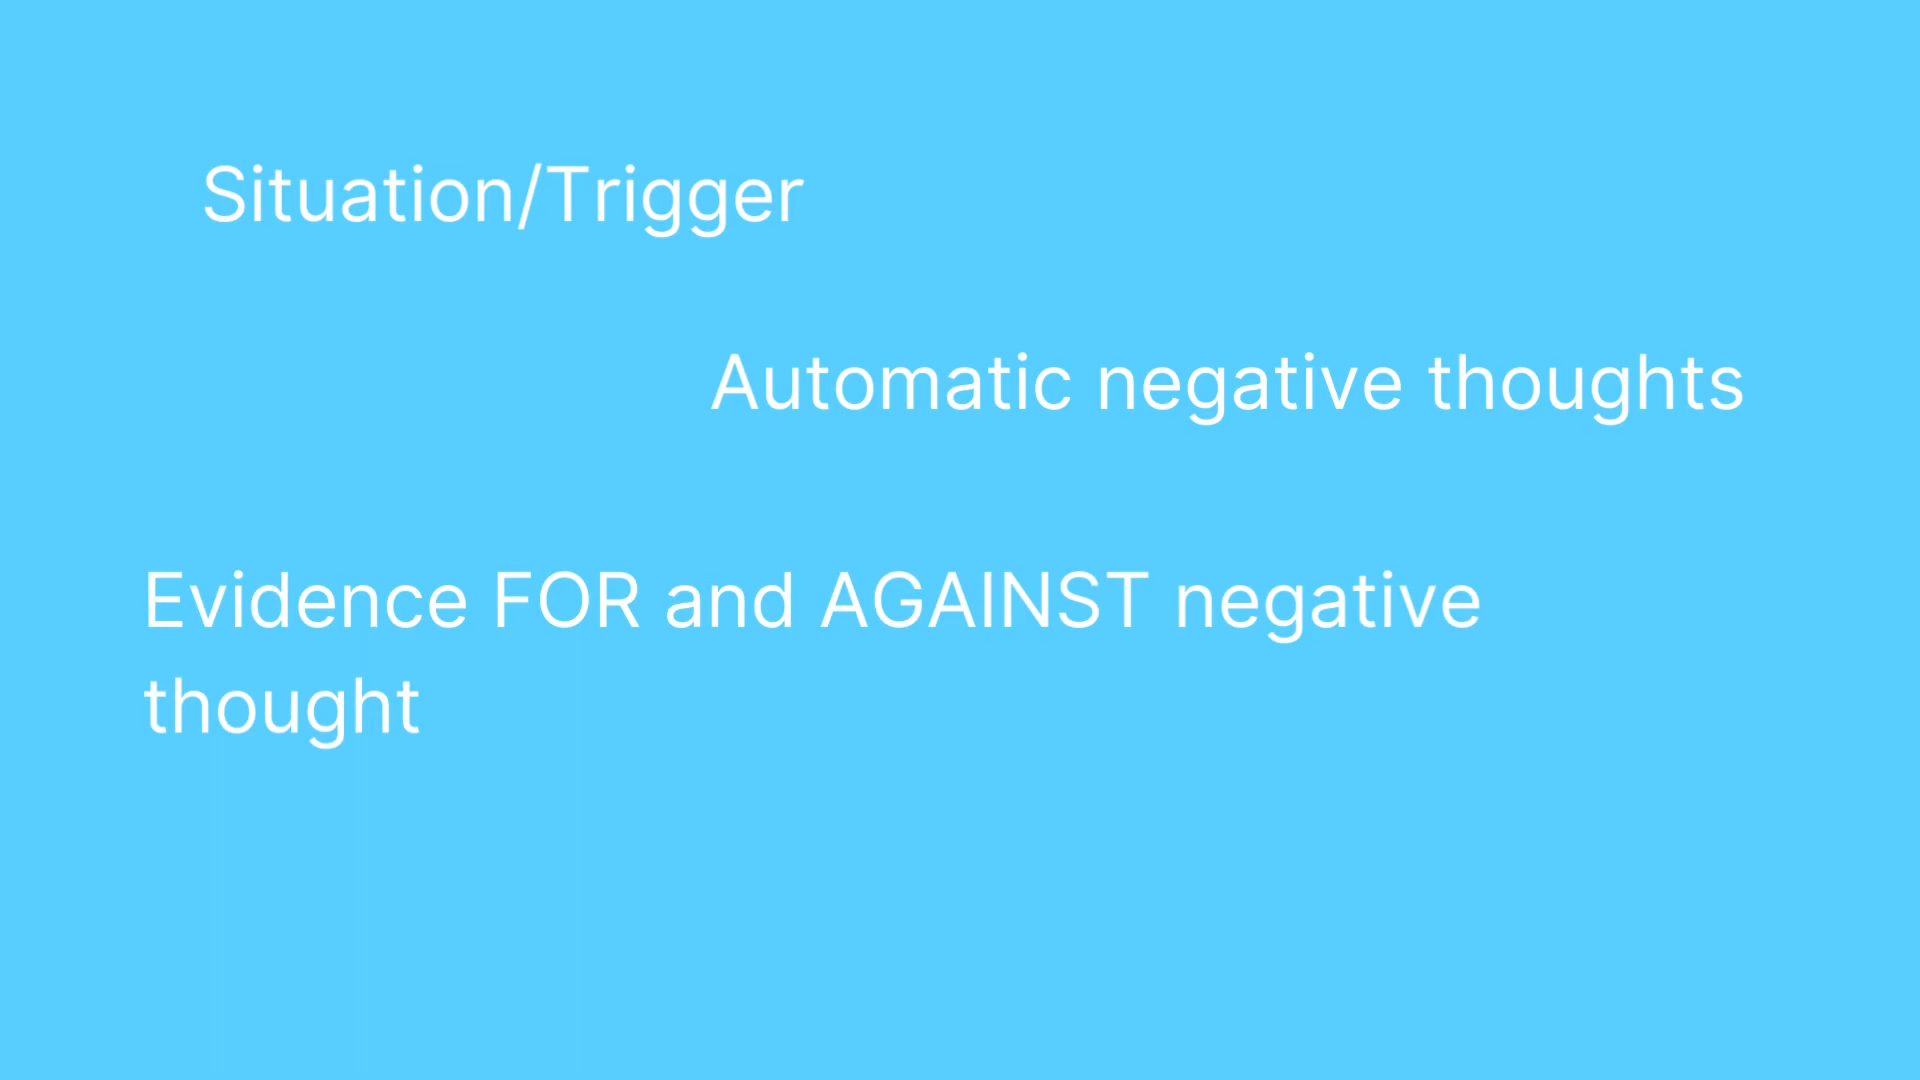 Situation/Trigger
Automatic negative thoughts
Evidence FOR and AGAINST negative
thought